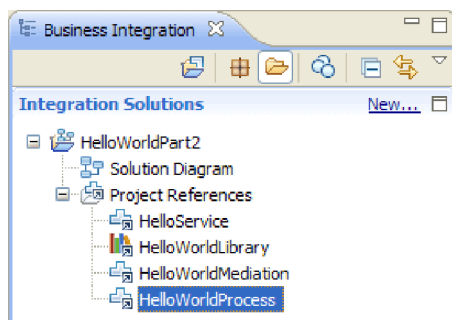 Business Integration
Integration Solutions New...
HelloWorldPart2
Solution Diagram
Project References
HelloService
HelloWorldLibrary
HelloWorldMediation
HelloWorldProcess